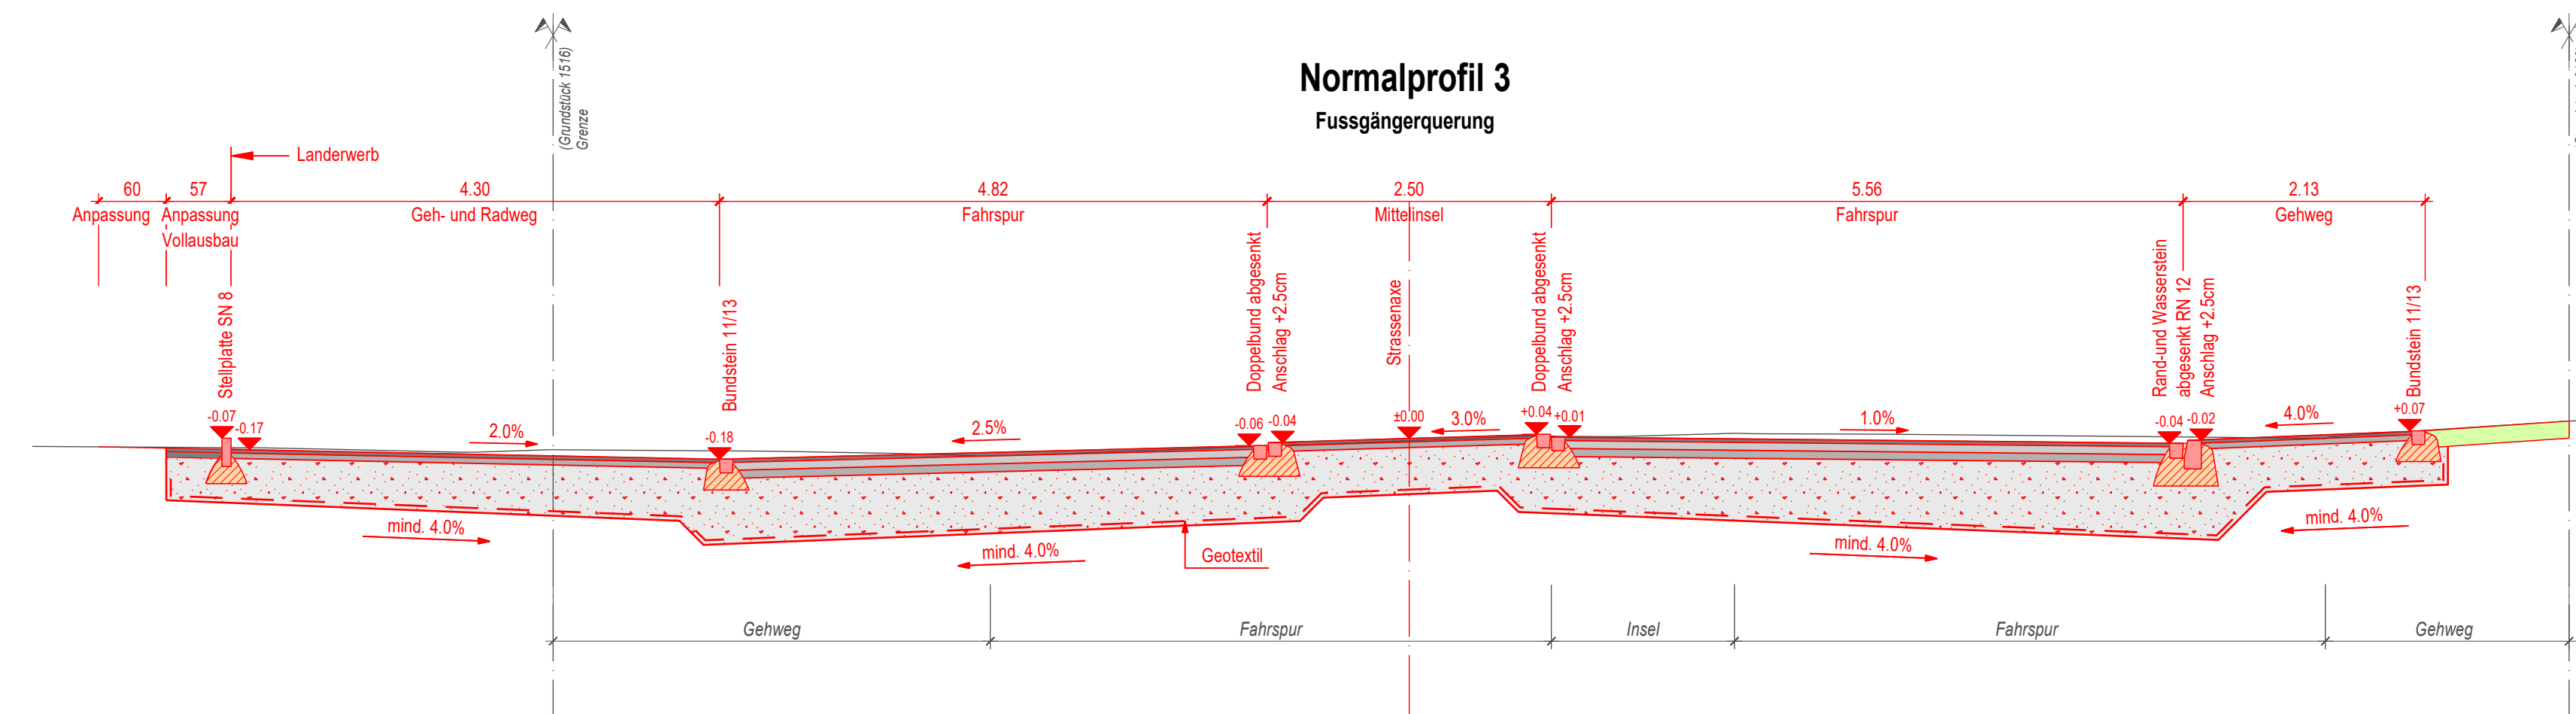 Normalprofil 3
Fussgängerquerung
(Grundstück 1516)
Grenze
Landerwerb
60
57
4.30
4.82
2.50
5.56
2.13
Anpassung
Anpassung
Vollausbau
Geh- und Radweg
Fahrspur
Mittelinsel
Fahrspur
Gehweg
Stellplatte SN 8
Bundstein 11/13
Doppelbund abgesenkt
Anschlag +2.5cm
Strassenaxe
Doppelbund abgesenkt
Anschlag +2.5cm
Rand-und Wasserstein
abgesenkt RN 12
Anschlag +2.5cm
Bundstein 11/13
-0.07
-0.17
2.0%
-0.18
2.5%
-0.06
-0.04
±0.00
3.0%
+0.04
+0.01
1.0%
-0.04
-0.02
4.0%
+0.07
mind. 4.0%
mind. 4.0%
Geotextil
mind. 4.0%
mind. 4.0%
Gehweg
Fahrspur
Insel
Fahrspur
Gehweg